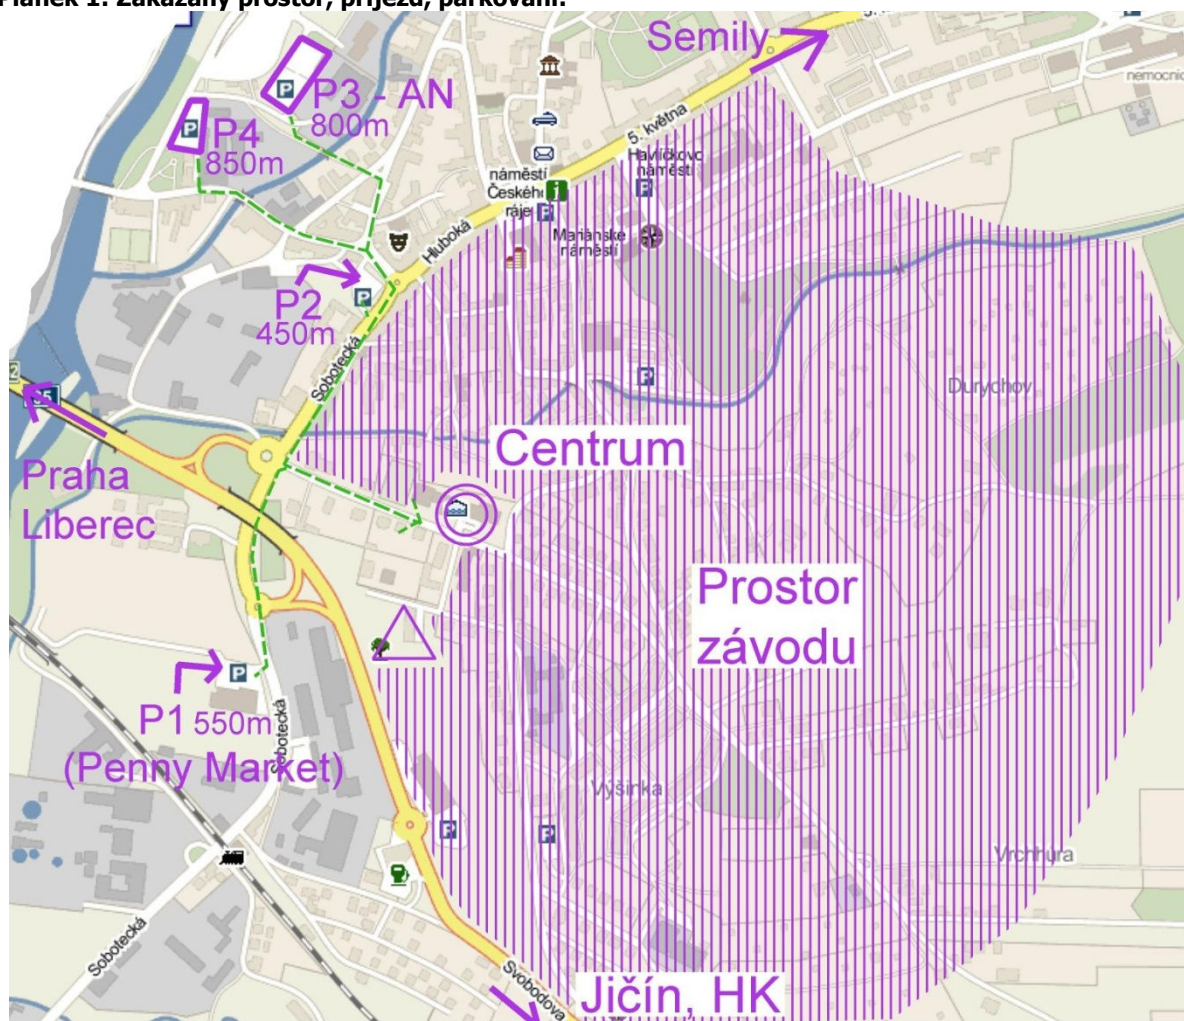 Plánek 1: Zakázaný prostor, příjezd, parkování.
Semily
P3 - AN
800m
P4
850m
nemocnic
5. května
Havlíčkovo
náměstí
náměstí
Českého
ráje
Mariánské
náměstí
Hluboká
P2
450m
Sobotecká
35
Durychov
Centrum
Praha
Liberec
Prostor
závodu
P1 550m
(Penny Market)
Sobotecká
Výšinka
Vrchhůra
Sobotecká
Svobodova
Jičín, HK